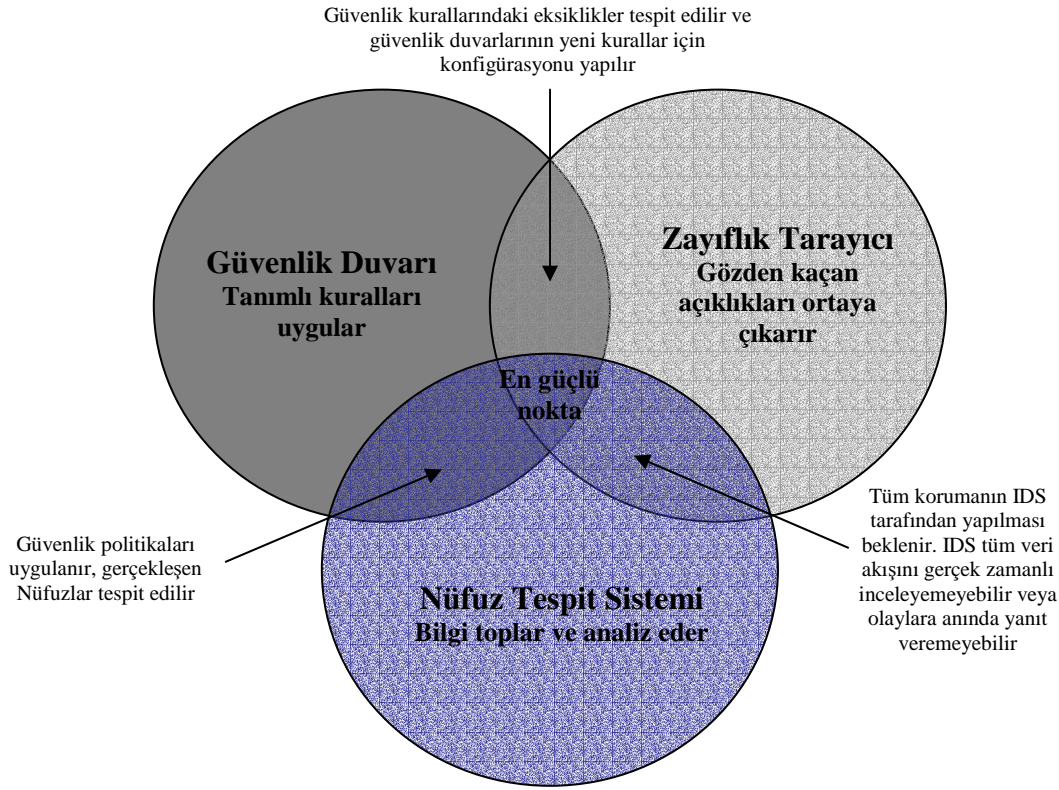 Güvenlik kurallarındaki eksiklikler tespit edilir ve
güvenlik duvarlarının yeni kurallar için
konfigürasyonu yapılır
Güvenlik Duvarı
Tanımlı kuralları
uygular
Zayıflık Tarayıcı
Gözden kaçan
açıklıkları ortaya
çıkarır
En güçlü
nokta
Güvenlik politikaları
uygulanır, gerçekleşen
Nüfuzlar tespit edilir
Tüm korumanın IDS
tarafından yapılması
beklenir. IDS tüm veri
akışını gerçek zamanlı
inceleyemeyebilir veya
olaylara anında yanıt
veremeyebilir
Nüfuz Tespit Sistemi
Bilgi toplar ve analiz eder